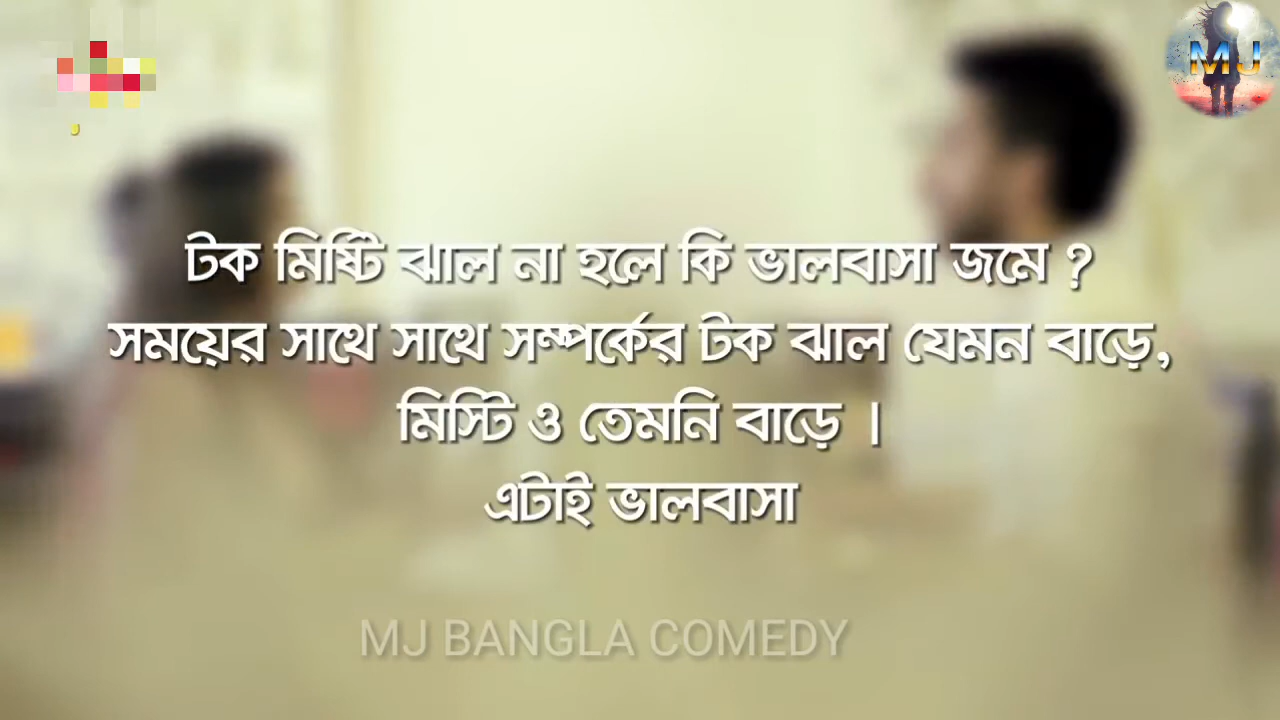 MJ
টক মিষ্টি ঝাল না হলে কি ভালবাসা জমে ?
সময়ের সাথে সাথে সম্পর্কের টক ঝাল যেমন বাড়ে,
মিস্টি ও তেমনি বাড়ে ।
এটাই ভালবাসা
MJ BANGLA COMEDY